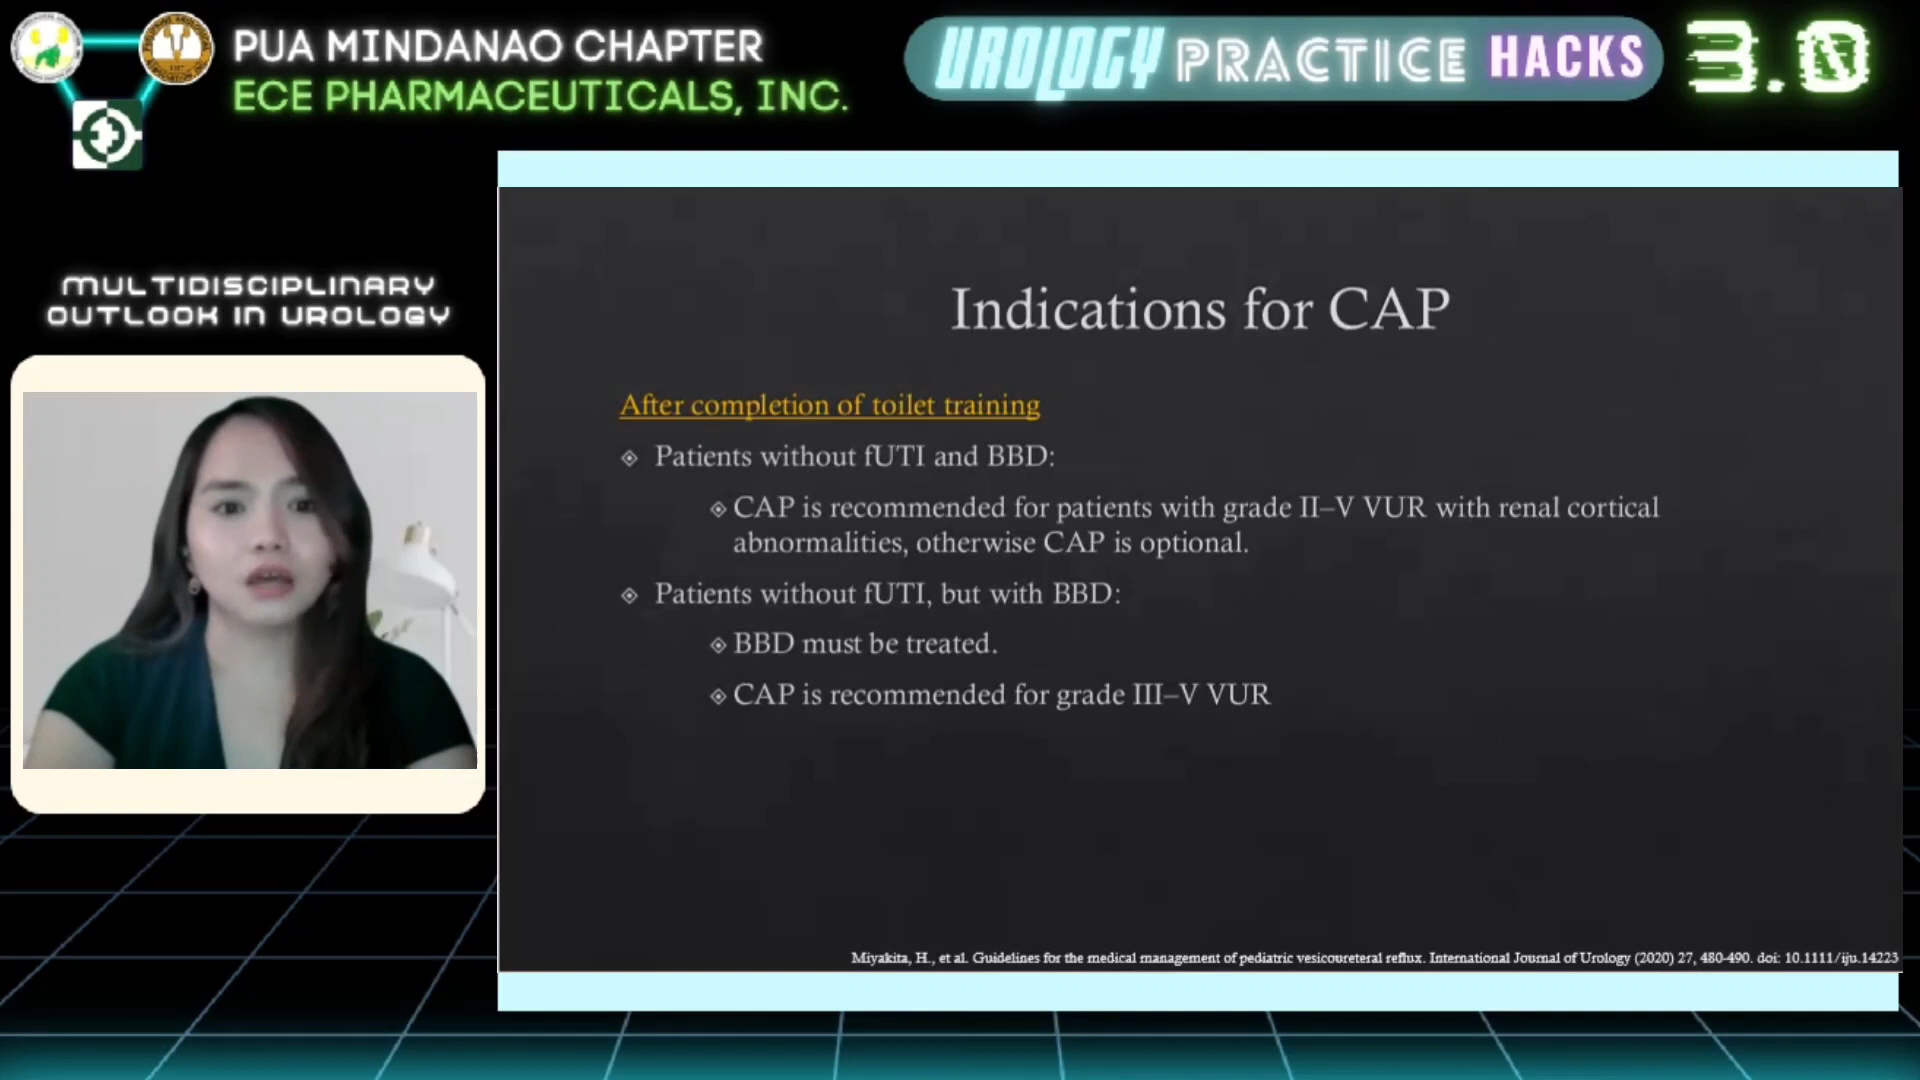 PUA MINDANAO CHAPTER
ECE PHARMACEUTICALS, INC.
UROLOGY PRACTICE HACKS 3.0
MULTIDISCIPLINARY
OUTLOOK IN UROLOGY
Indications for CAP
After completion of toilet training
Patients without fUTI and BBD:
CAP is recommended for patients with grade II–V VUR with renal cortical
abnormalities, otherwise CAP is optional.
Patients without fUTI, but with BBD:
BBD must be treated.
CAP is recommended for grade III–V VUR
Miyakita, H., et al. Guidelines for the medical management of pediatric vesicoureteral reflux. International Journal of Urology (2020) 27, 480-490. doi: 10.1111/iju.14223